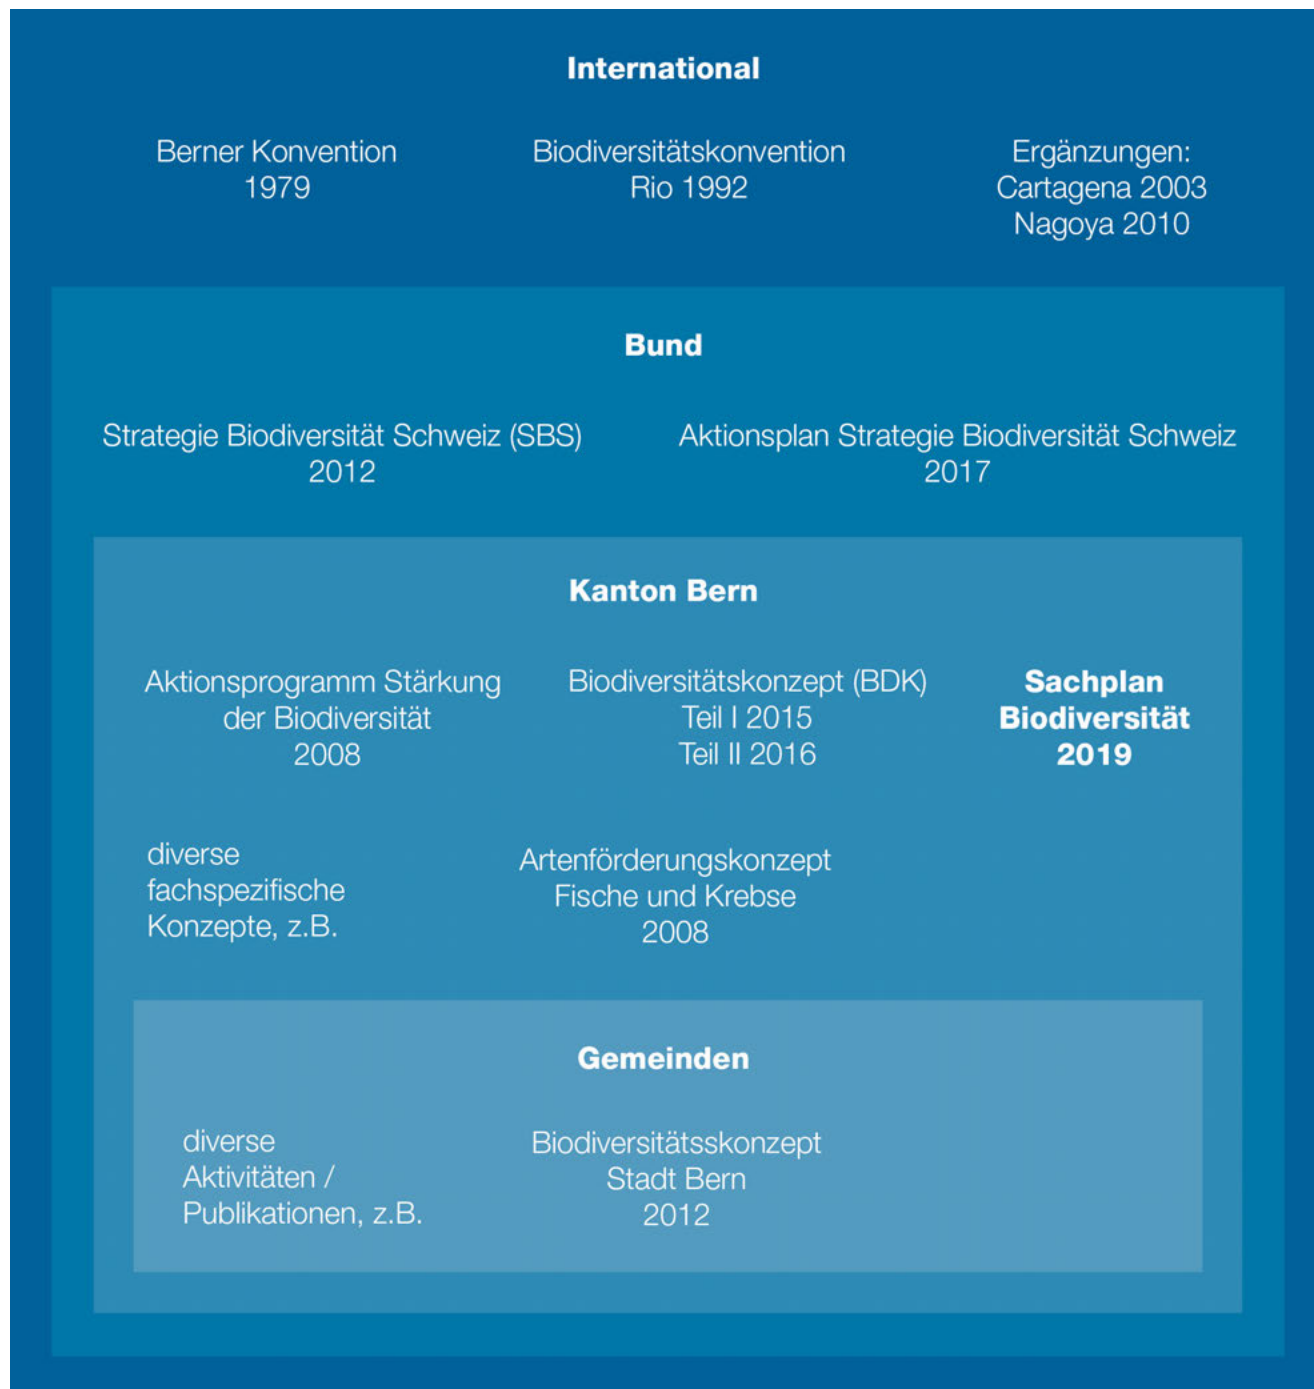 International
Berner Konvention
1979
Biodiversitätskonvention
Rio 1992
Ergänzungen:
Cartagena 2003
Nagoya 2010
Bund
Strategie Biodiversität Schweiz (SBS)
2012
Aktionsplan Strategie Biodiversität Schweiz
2017
Kanton Bern
Aktionsprogramm Stärkung
der Biodiversität
2008
Biodiversitätskonzept (BDK)
Teil I 2015
Teil II 2016
Sachplan
Biodiversität
2019
diverse
fachspezifische
Konzepte, z.B.
Artenförderungskonzept
Fische und Krebse
2008
Gemeinden
diverse
Aktivitäten /
Publikationen, z.B.
Biodiversitätsskonzept
Stadt Bern
2012